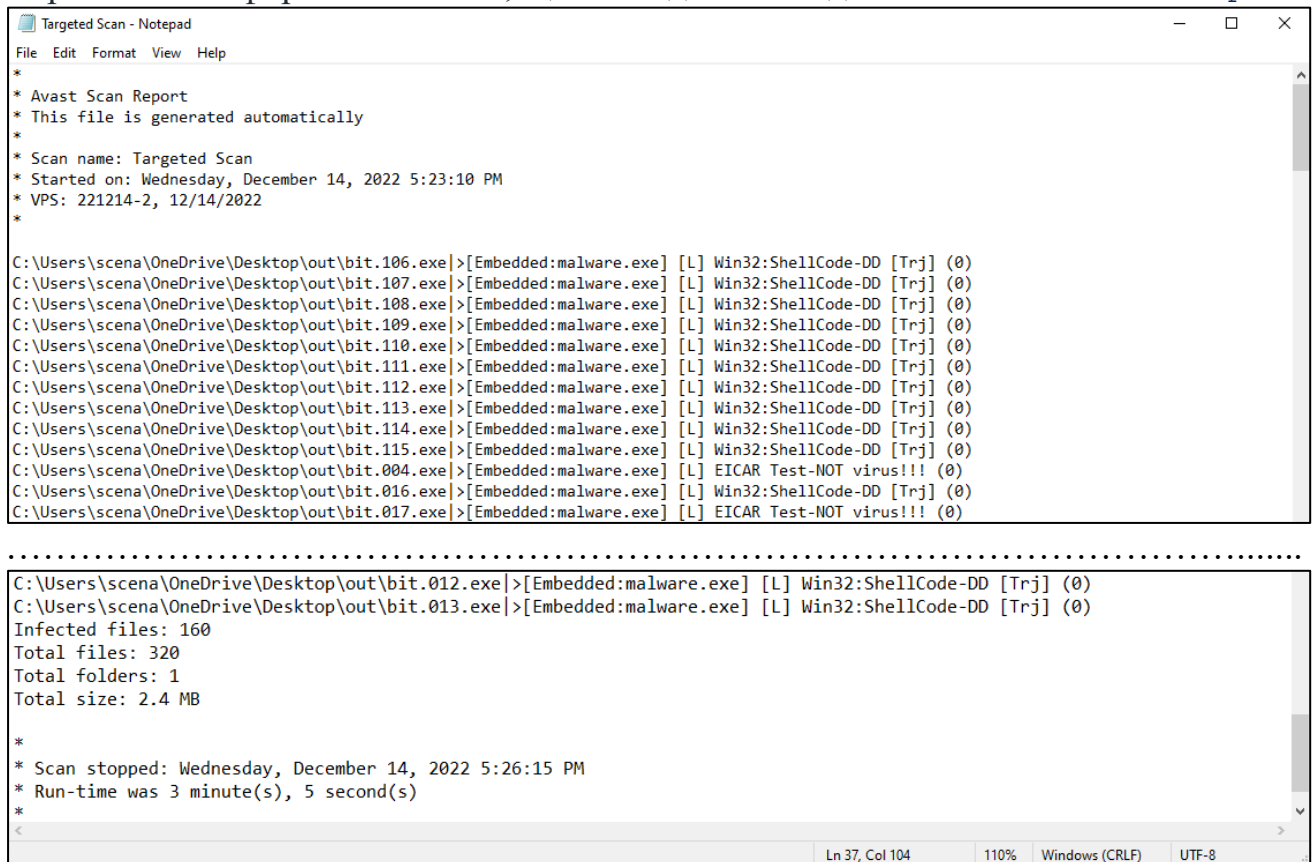 Targeted Scan - Notepad
File Edit Format View Help
*
* Avast Scan Report
* This file is generated automatically
*
* Scan name: Targeted Scan
* Started on: Wednesday, December 14, 2022 5:23:10 PM
* VPS: 221214-2, 12/14/2022
*
C:\Users\scena\OneDrive\Desktop\out\bit.106.exe|>[Embedded:malware.exe] [L] Win32:ShellCode-DD [Trj] (0)
C:\Users\scena\OneDrive\Desktop\out\bit.107.exe|>[Embedded:malware.exe] [L] Win32:ShellCode-DD [Trj] (0)
C:\Users\scena\OneDrive\Desktop\out\bit.108.exe|>[Embedded:malware.exe] [L] Win32:ShellCode-DD [Trj] (0)
C:\Users\scena\OneDrive\Desktop\out\bit.109.exe|>[Embedded:malware.exe] [L] Win32:ShellCode-DD [Trj] (0)
C:\Users\scena\OneDrive\Desktop\out\bit.110.exe|>[Embedded:malware.exe] [L] Win32:ShellCode-DD [Trj] (0)
C:\Users\scena\OneDrive\Desktop\out\bit.111.exe|>[Embedded:malware.exe] [L] Win32:ShellCode-DD [Trj] (0)
C:\Users\scena\OneDrive\Desktop\out\bit.112.exe|>[Embedded:malware.exe] [L] Win32:ShellCode-DD [Trj] (0)
C:\Users\scena\OneDrive\Desktop\out\bit.113.exe|>[Embedded:malware.exe] [L] Win32:ShellCode-DD [Trj] (0)
C:\Users\scena\OneDrive\Desktop\out\bit.114.exe|>[Embedded:malware.exe] [L] Win32:ShellCode-DD [Trj] (0)
C:\Users\scena\OneDrive\Desktop\out\bit.115.exe|>[Embedded:malware.exe] [L] Win32:ShellCode-DD [Trj] (0)
C:\Users\scena\OneDrive\Desktop\out\bit.004.exe|>[Embedded:malware.exe] [L] EICAR Test-NOT virus!!! (0)
C:\Users\scena\OneDrive\Desktop\out\bit.016.exe|>[Embedded:malware.exe] [L] Win32:ShellCode-DD [Trj] (0)
C:\Users\scena\OneDrive\Desktop\out\bit.017.exe|>[Embedded:malware.exe] [L] EICAR Test-NOT virus!!! (0)
C:\Users\scena\OneDrive\Desktop\out\bit.012.exe|>[Embedded:malware.exe] [L] Win32:ShellCode-DD [Trj] (0)
C:\Users\scena\OneDrive\Desktop\out\bit.013.exe|>[Embedded:malware.exe] [L] Win32:ShellCode-DD [Trj] (0)
Infected files: 160
Total files: 320
Total folders: 1
Total size: 2.4 MB
*
* Scan stopped: Wednesday, December 14, 2022 5:26:15 PM
* Run-time was 3 minute(s), 5 second(s)
*
Ln 37, Col 104 110% Windows (CRLF) UTF-8